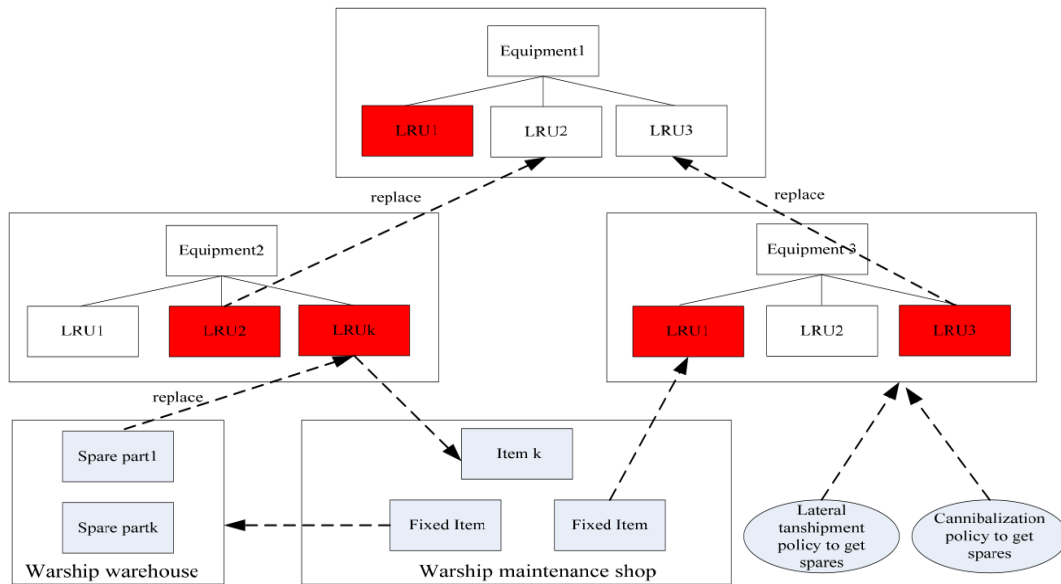 Equipment1
LRU1
LRU2
LRU3
replace
replace
Equipment2
LRU1
LRU2
LRUk
Equipment 3
LRU1
LRU2
LRU3
replace
Spare part1
Spare partk
Warship warehouse
Item k
Fixed Item
Fixed Item
Warship maintenance shop
Lateral
tanshipment
policy to get
spares
Cannibalization
policy to get
spares